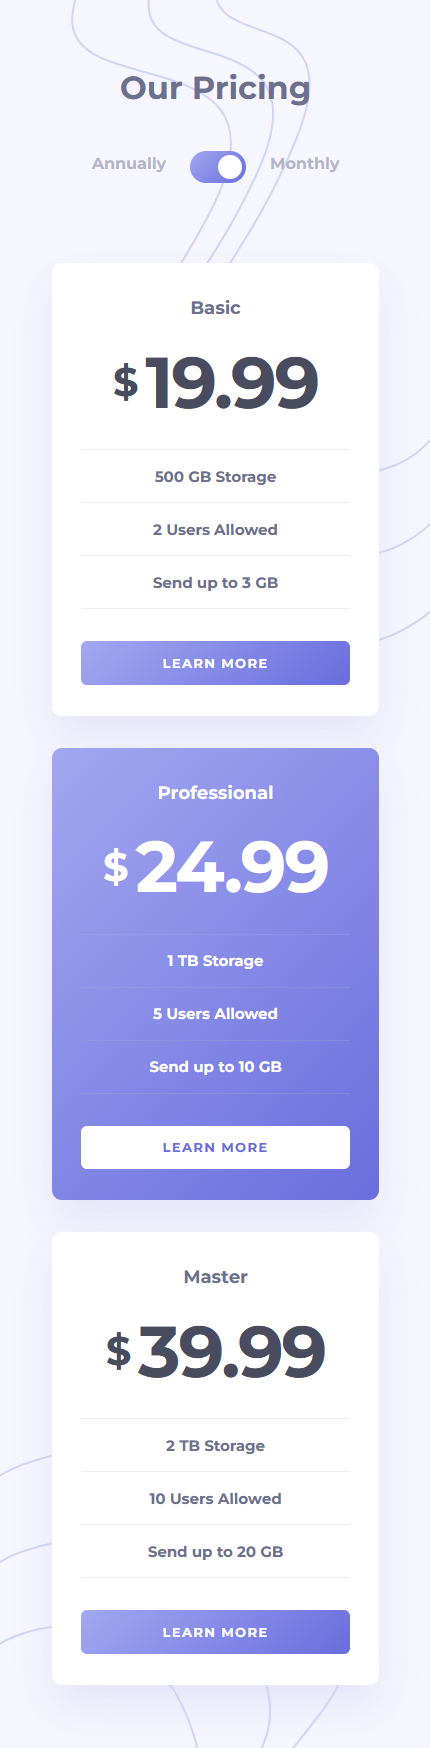 Our Pricing
Annually Monthly
Basic
$19.99
500 GB Storage
2 Users Allowed
Send up to 3 GB
LEARN MORE
Professional
$24.99
1 TB Storage
5 Users Allowed
Send up to 10 GB
LEARN MORE
Master
$39.99
2 TB Storage
10 Users Allowed
Send up to 20 GB
LEARN MORE